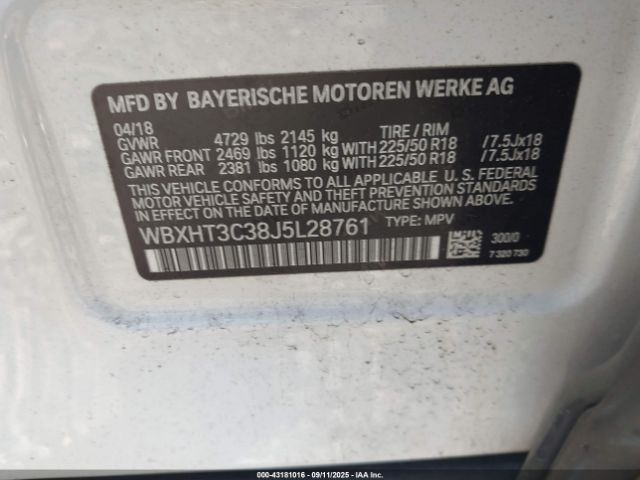 MFD BY BAYERISCHE MOTOREN WERKE AG
04/18
GVWR 4729 lbs 2145 kg TIRE / RIM
GAWR FRONT 2469 lbs 1120 kg WITH 225/50 R18 / 7.5Jx18
GAWR REAR 2381 lbs 1080 kg WITH 225/50 R18 / 7.5Jx18
THIS VEHICLE CONFORMS TO ALL APPLICABLE U. S. FEDERAL
MOTOR VEHICLE SAFETY AND THEFT PREVENTION STANDARDS
IN EFFECT ON THE DATE OF MANUFACTURE SHOWN ABOVE.
WBXHT3C38J5L28761 TYPE: MPV
300/0
7 320 730
00-43181016 - 09/11/2025 - © IAA, Inc.